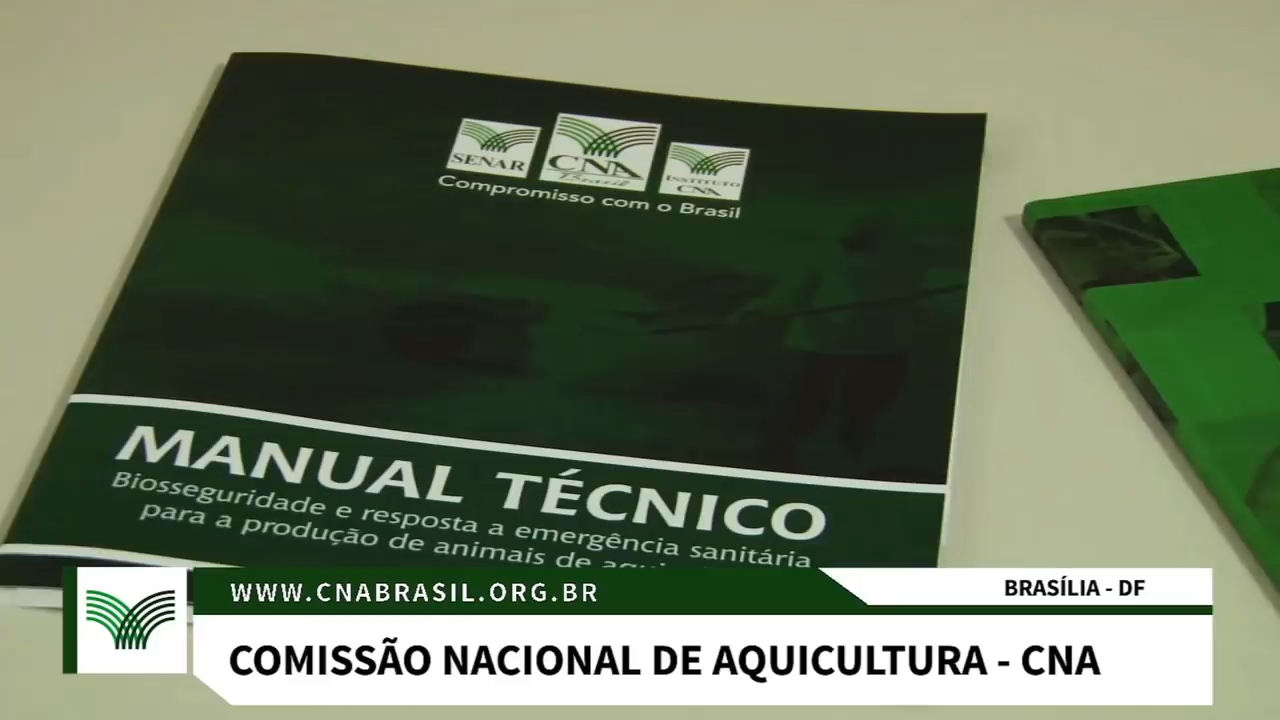 SENAR
CNA
Brasil
INSTITUTO
CNA
Compromisso com o Brasil
MANUAL TÉCNICO
Biosseguridade e resposta a emergência sanitária
para a produção de animais de
WWW.CNABRASIL.ORG.BR
BRASÍLIA - DF
COMISSÃO NACIONAL DE AQUICULTURA - CNA